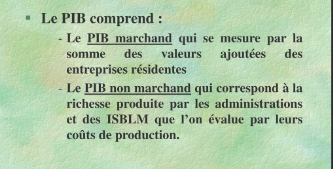 ▪ Le PIB comprend :
- Le PIB marchand qui se mesure par la
somme des valeurs ajoutées des
entreprises résidentes
- Le PIB non marchand qui correspond à la
richesse produite par les administrations
et des ISBLM que l'on évalue par leurs
coûts de production.